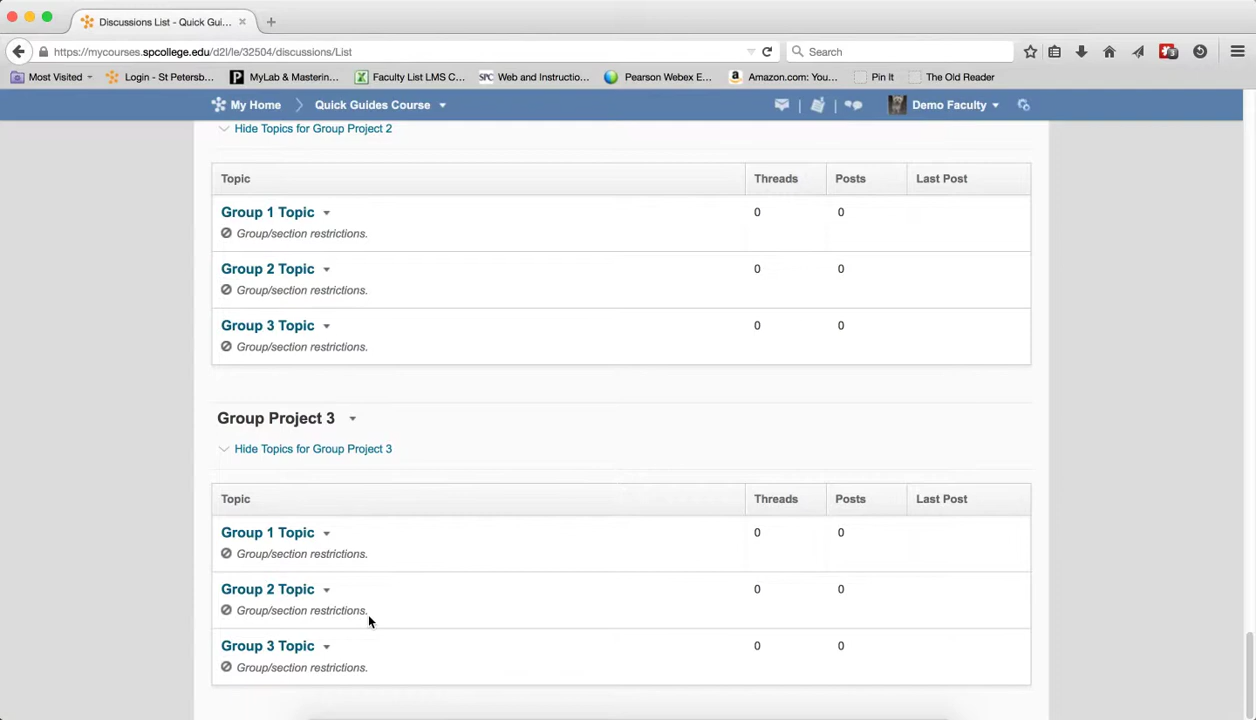 Discussions List - Quick Gui...
https://mycourses.spcollege.edu/d2l/le/32504/discussions/List
Search
Most Visited
Login - St Petersb...
MyLab & Mastering...
Faculty List LMS C...
SPC Web and Instructio...
Pearson Webex E...
Amazon.com: You...
Pin It
The Old Reader
My Home
Quick Guides Course
Demo Faculty
Hide Topics for Group Project 2
Topic Threads Posts Last Post
Group 1 Topic 0 0
Group/section restrictions.
Group 2 Topic 0 0
Group/section restrictions.
Group 3 Topic 0 0
Group/section restrictions.
Group Project 3
Hide Topics for Group Project 3
Topic Threads Posts Last Post
Group 1 Topic 0 0
Group/section restrictions.
Group 2 Topic 0 0
Group/section restrictions.
Group 3 Topic 0 0
Group/section restrictions.